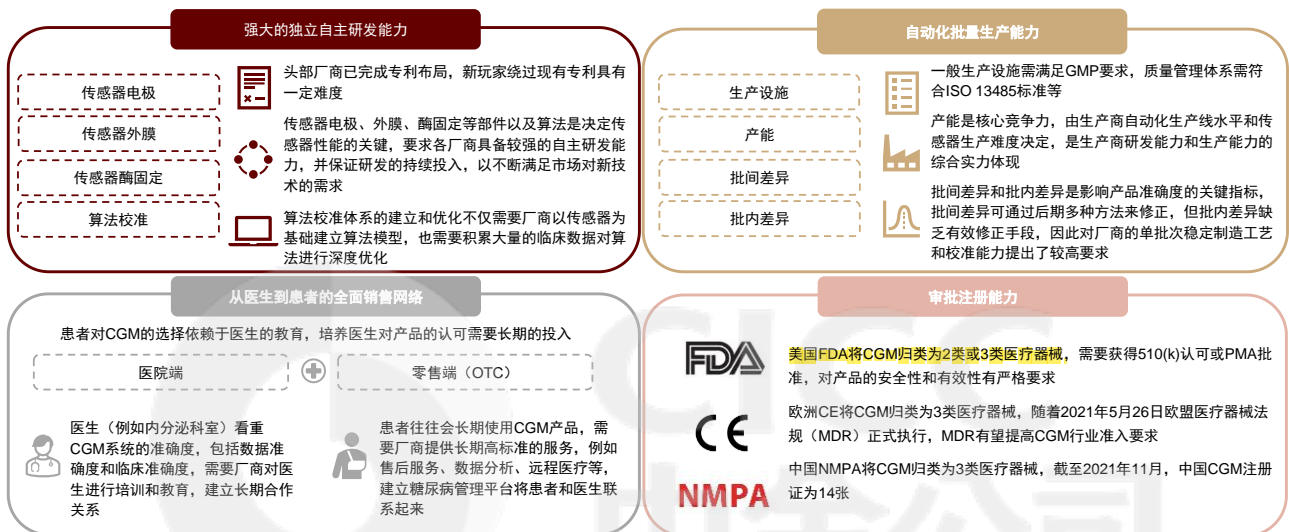 强大的独立自主研发能力
传感器电极
传感器外膜
传感器酶固定
算法校准
头部厂商已完成专利布局，新玩家绕过现有专利具有
一定难度
传感器电极、外膜、酶固定等部件以及算法是决定传
感器性能的关键，要求各厂商具备较强的自主研发能
力，并保证研发的持续投入，以不断满足市场对新技
术的需求
算法校准体系的建立和优化不仅需要厂商以传感器为
基础建立算法模型，也需要积累大量的临床数据对算
法进行深度优化
自动化批量生产能力
生产设施
产能
批间差异
批内差异
一般生产设施需满足GMP要求，质量管理体系需符
合ISO 13485标准等
产能是核心竞争力，由生产商自动化生产线水平和传
感器生产难度决定，是生产商研发能力和生产能力的
综合实力体现
批间差异和批内差异是影响产品准确度的关键指标，
批间差异可通过后期多种方法来修正，但批内差异缺
乏有效修正手段，因此对厂商的单批次稳定制造工艺
和校准能力提出了较高要求
从医生到患者的全面销售网络
患者对CGM的选择依赖于医生的教育，培养医生对产品的认可需要长期的投入
医院端
零售端（OTC）
医生（例如内分泌科室）看重
CGM系统的准确度，包括数据准
确度和临床准确度，需要厂商对医
生进行培训和教育，建立长期合作
关系
患者往往会长期使用CGM产品，需
要厂商提供长期高标准的服务，例如
售后服务、数据分析、远程医疗等，
建立糖尿病管理平台将患者和医生联
系起来
审批注册能力
FDA
美国FDA将CGM归类为2类或3类医疗器械，需要获得510(k)认可或PMA批
准，对产品的安全性和有效性有严格要求
CE
欧洲CE将CGM归类为3类医疗器械，随着2021年5月26日欧盟医疗器械法
规（MDR）正式执行，MDR有望提高CGM行业准入要求
NMPA
中国NMPA将CGM归类为3类医疗器械，截至2021年11月，中国CGM注册
证为14张
CICC
中金公司